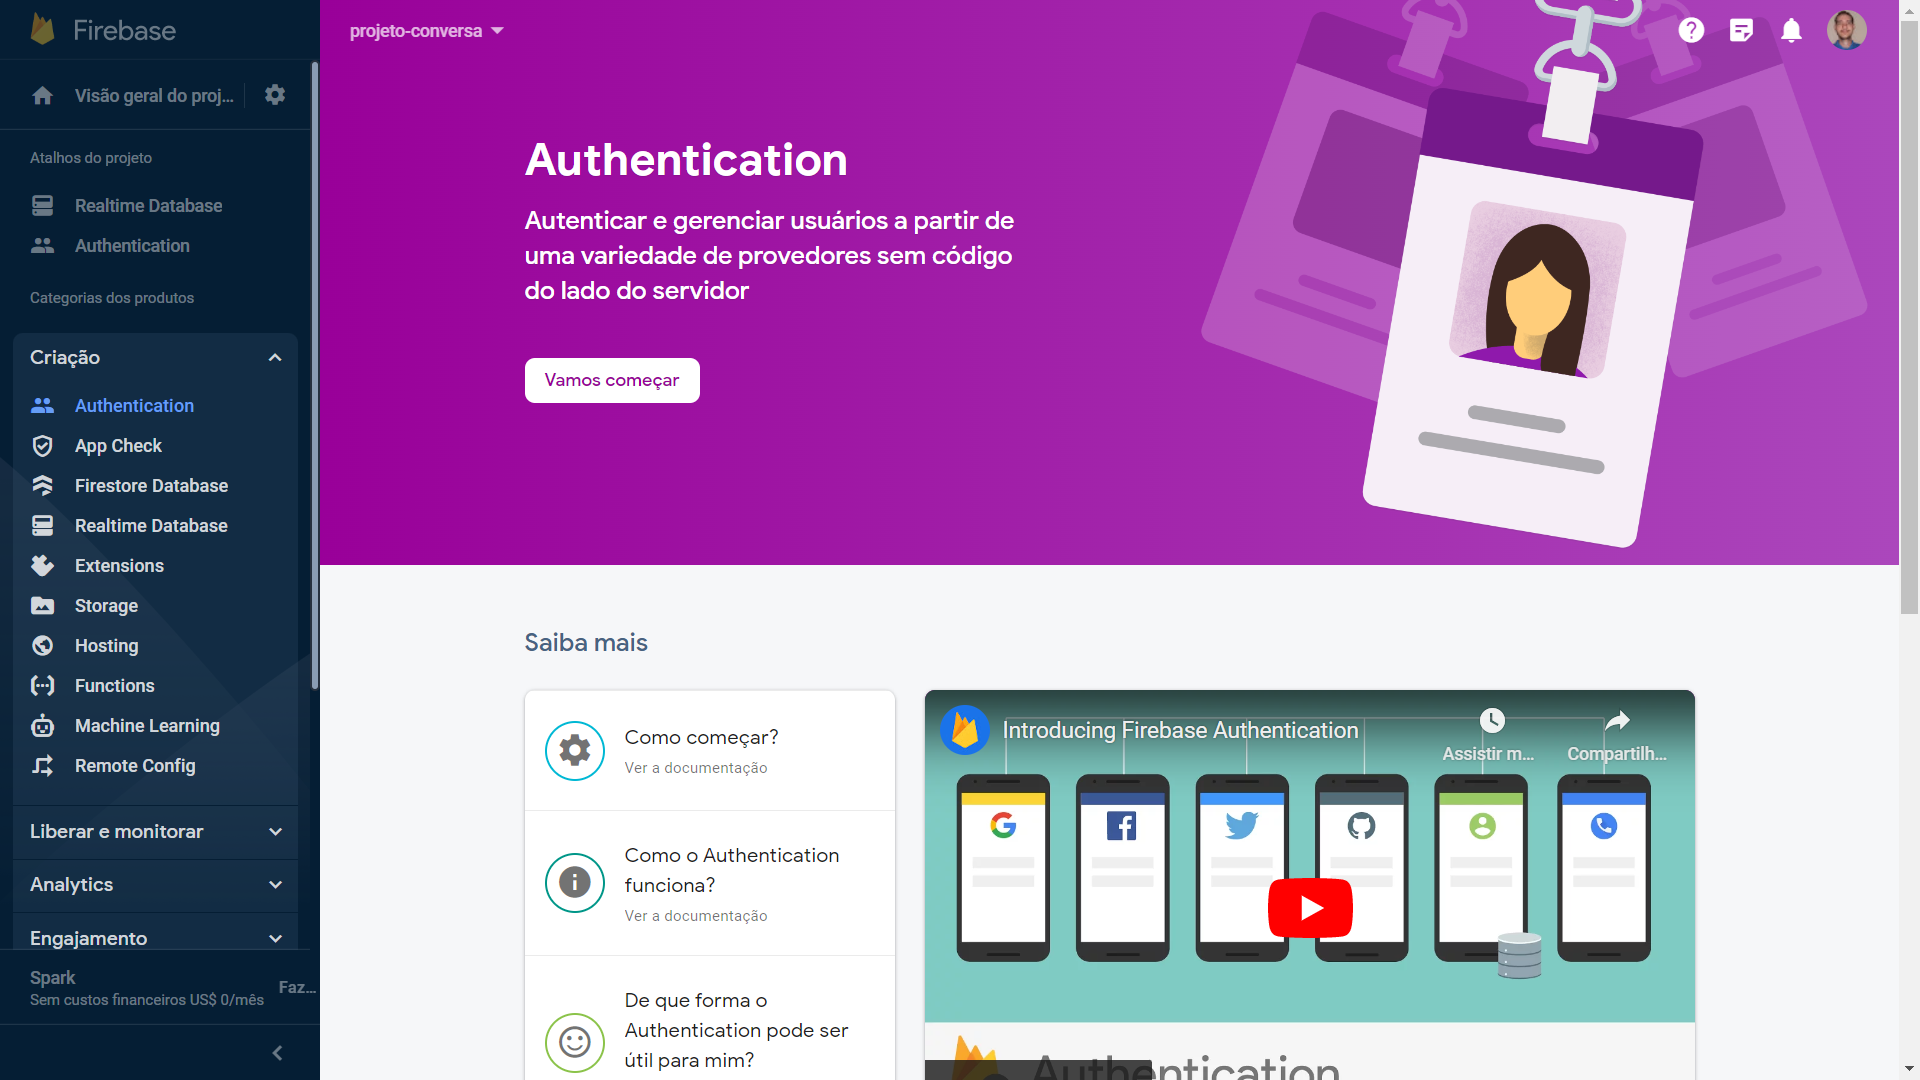 Firebase
Visão geral do proj...
Atalhos do projeto
Realtime Database
Authentication
Categorias dos produtos
Criação
Authentication
App Check
Firestore Database
Realtime Database
Extensions
Storage
Hosting
Functions
Machine Learning
Remote Config
Liberar e monitorar
Analytics
Engajamento
Spark
Sem custos financeiros US$ 0/mês
Faz...
projeto-conversa
Authentication
Autenticar e gerenciar usuários a partir de
uma variedade de provedores sem código
do lado do servidor
Vamos começar
Saiba mais
Como começar?
Ver a documentação
Como o Authentication
funciona?
Ver a documentação
De que forma o
Authentication pode ser
útil para mim?
Introducing Firebase Authentication
Assistir m...
Compartilh...
Authentication